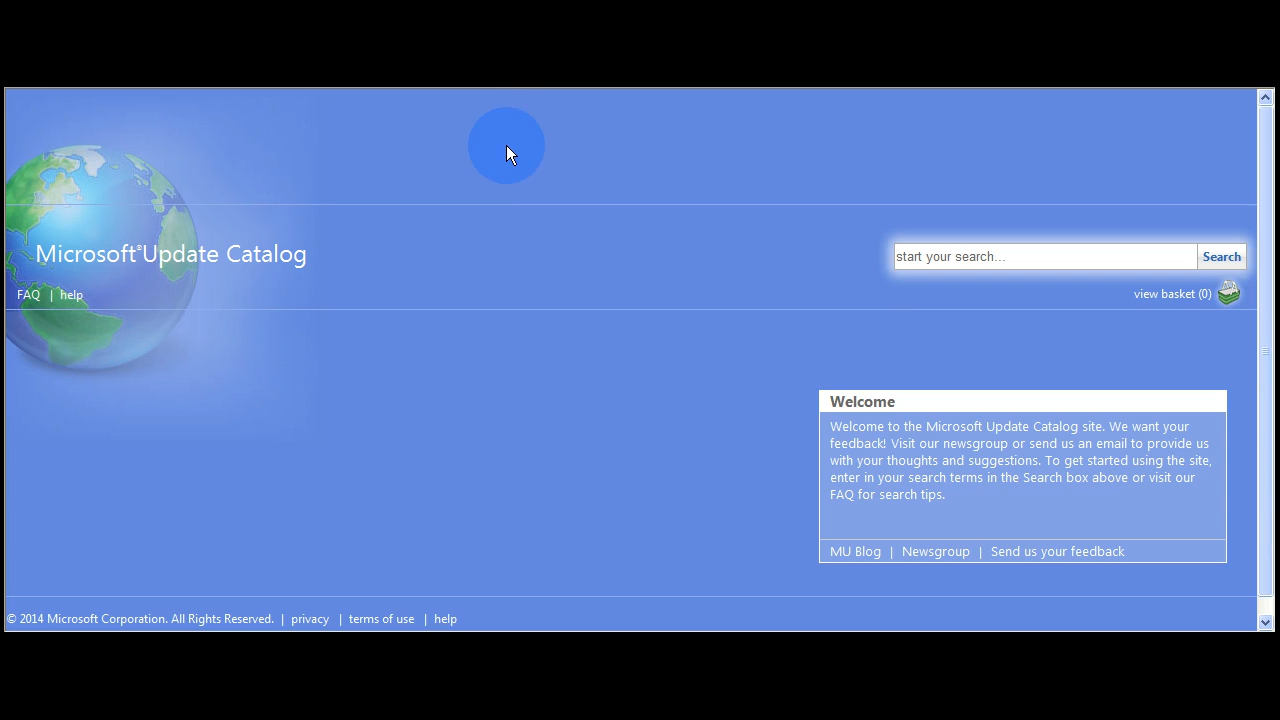 Microsoft® Update Catalog
start your search...
Search
FAQ | help
view basket (0)
Welcome
Welcome to the Microsoft Update Catalog site. We want your
feedback! Visit our newsgroup or send us an email to provide us
with your thoughts and suggestions. To get started using the site,
enter in your search terms in the Search box above or visit our
FAQ for search tips.
MU Blog | Newsgroup | Send us your feedback
© 2014 Microsoft Corporation. All Rights Reserved. | privacy | terms of use | help